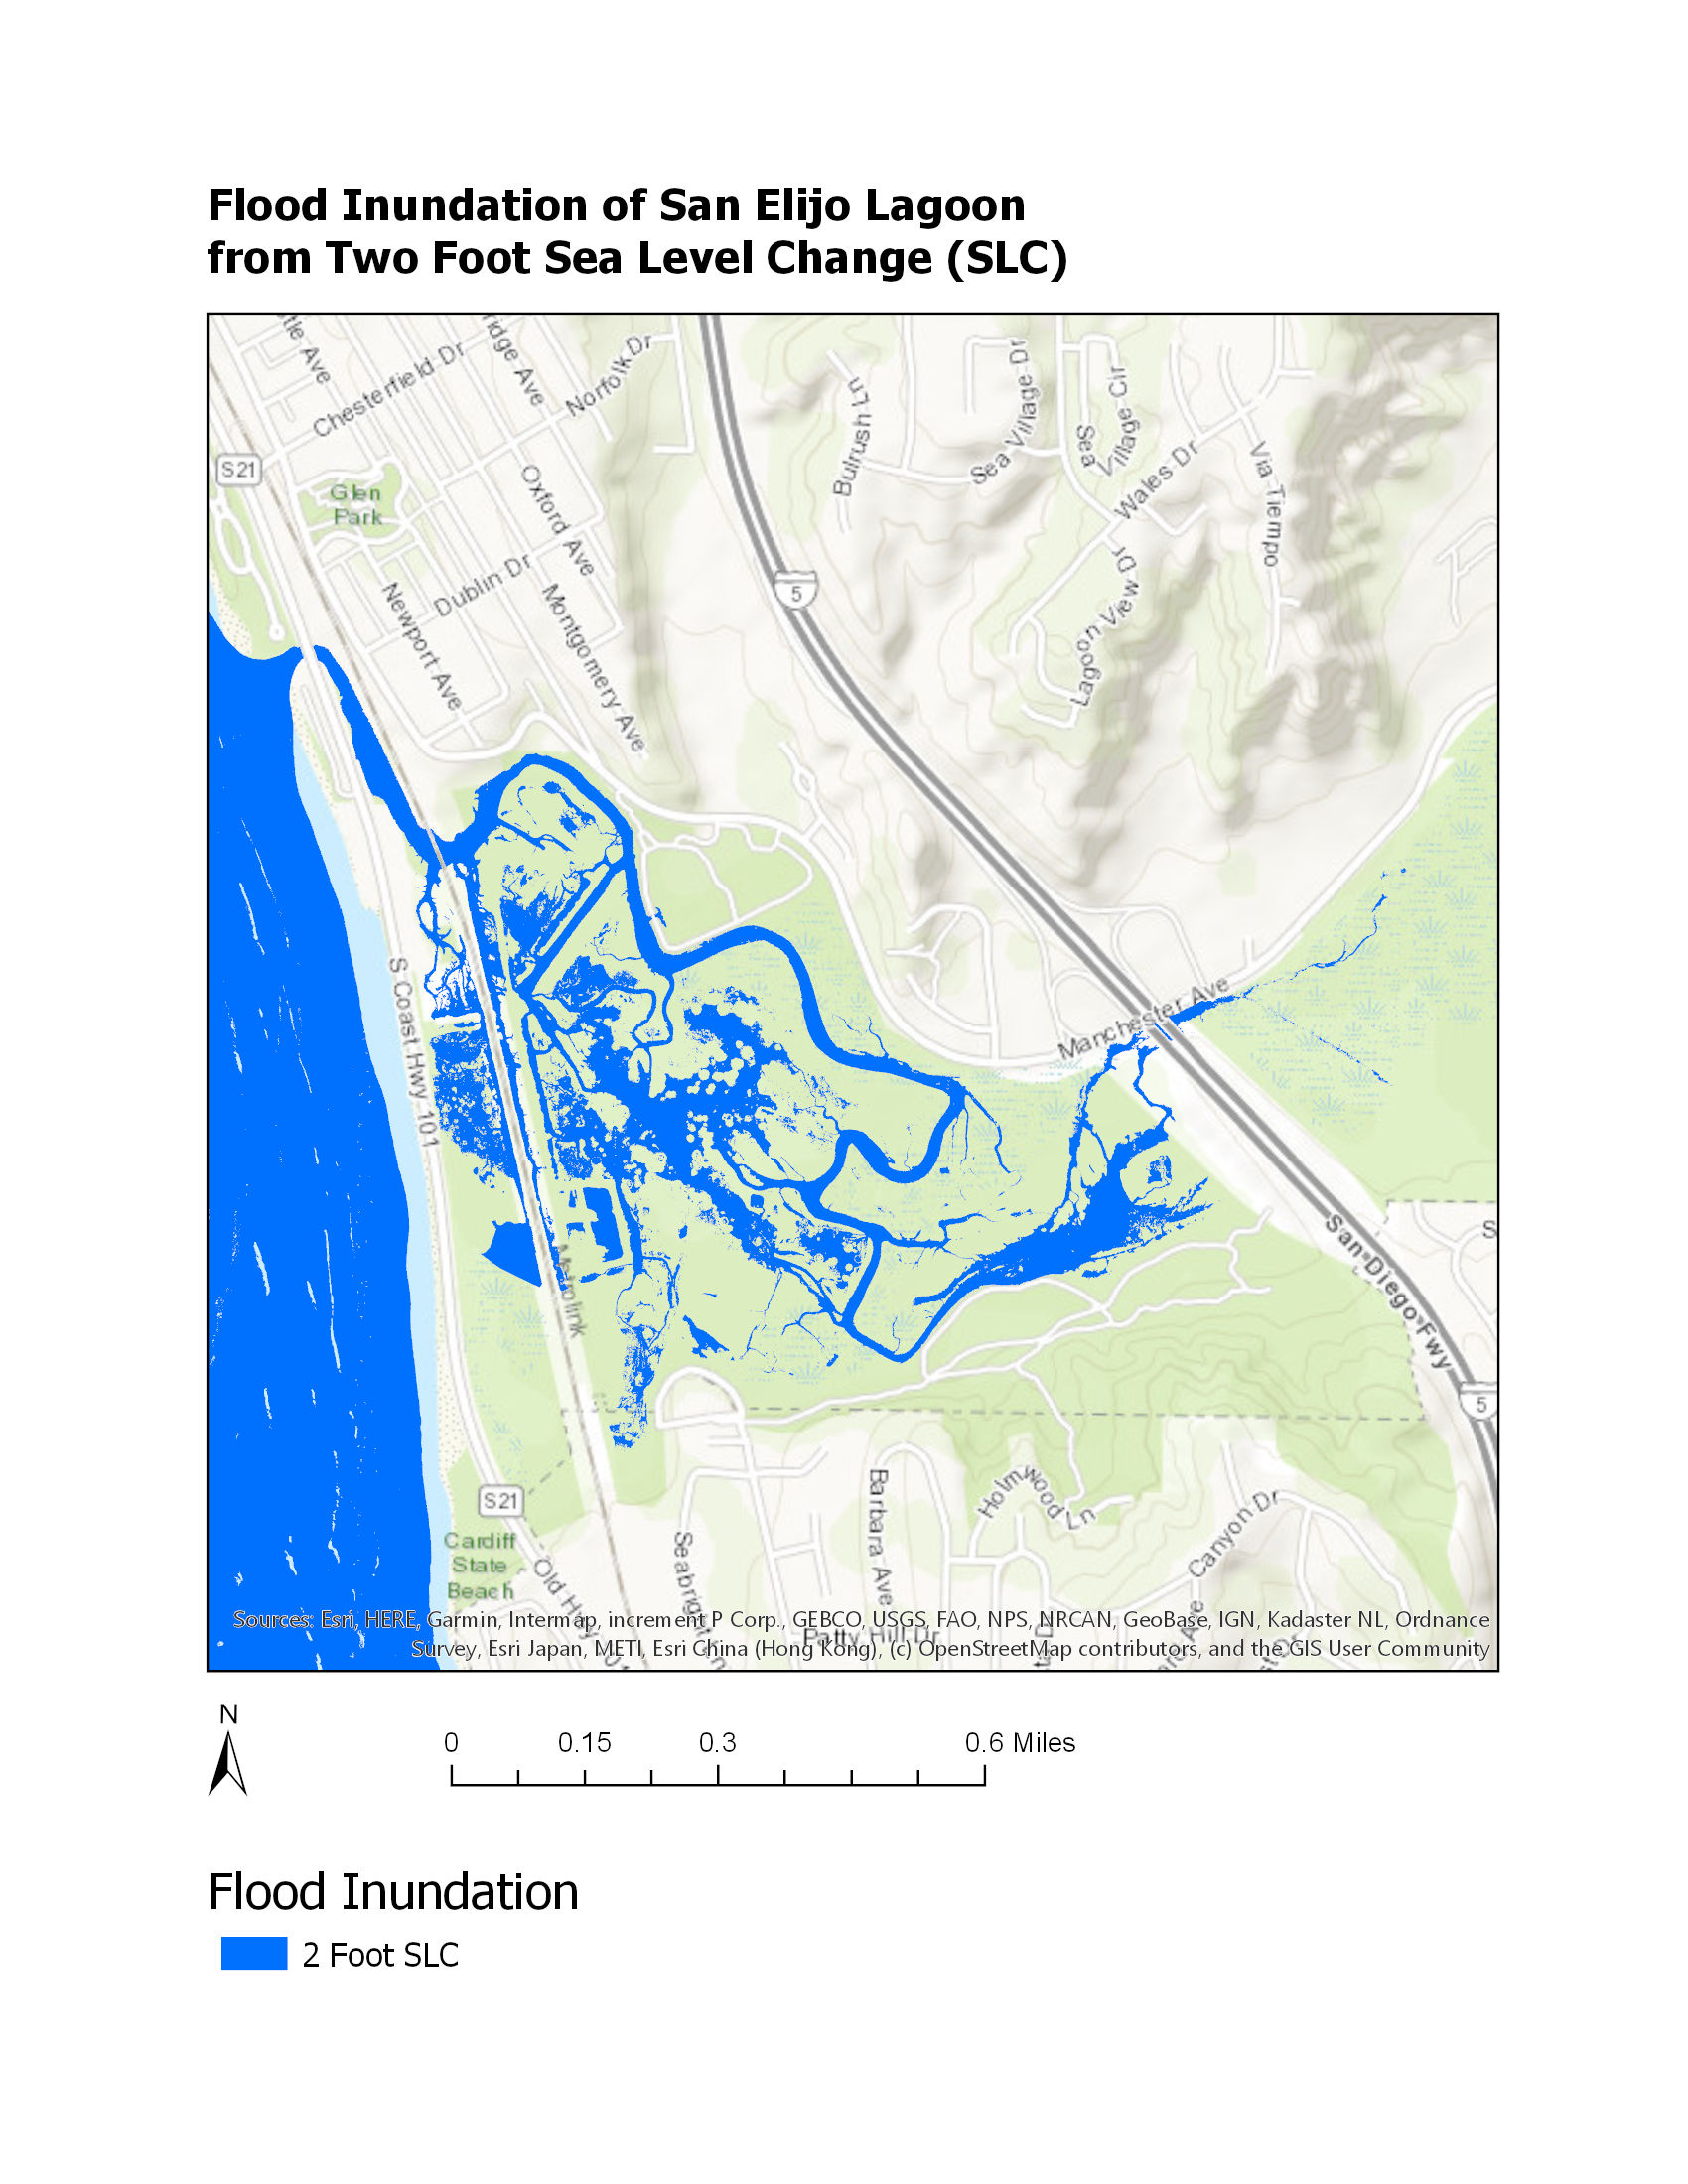 Flood Inundation of San Elijo Lagoon
from Two Foot Sea Level Change (SLC)
Chesterfield Dr
Norfolk Dr
S21
Glen
Park
Oxford Ave
Dublin Dr
Newport Ave
Montgomery Ave
5
Bulrush Ln
Sea Village Dr
Sea Village Cir
Wales Dr
Via Tiempo
Lagoon View Dr
S Coast Hwy 101
Manchester Ave
Metrolink
San Diego Fwy
S
5
S21
Cardiff
State
Beach
Old Hwy 101
Seabright Ln
Barbara Ave
Holmwood Ln
Canyon Dr
Patty Hill Dr
Sources: Esri, HERE, Garmin, Intermap, increment P Corp., GEBCO, USGS, FAO, NPS, NRCAN, GeoBase, IGN, Kadaster NL, Ordnance
Survey, Esri Japan, METI, Esri China (Hong Kong), (c) OpenStreetMap contributors, and the GIS User Community
N
0 0.15 0.3 0.6 Miles
Flood Inundation
2 Foot SLC